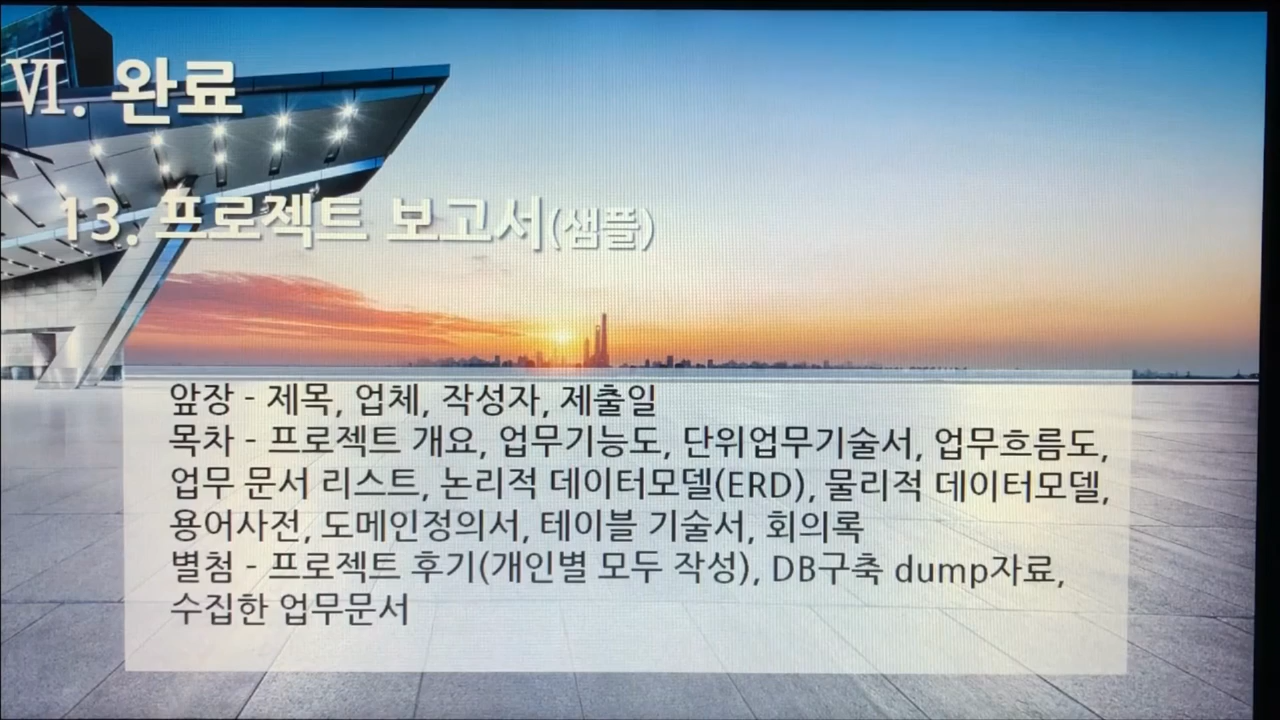 Ⅵ. 완료
13. 프로젝트 보고서(샘플)
앞장 - 제목, 업체, 작성자, 제출일
목차 - 프로젝트 개요, 업무기능도, 단위업무기술서, 업무흐름도,
업무 문서 리스트, 논리적 데이터모델(ERD), 물리적 데이터모델,
용어사전, 도메인정의서, 테이블 기술서, 회의록
별첨 - 프로젝트 후기(개인별 모두 작성), DB구축 dump자료,
수집한 업무문서